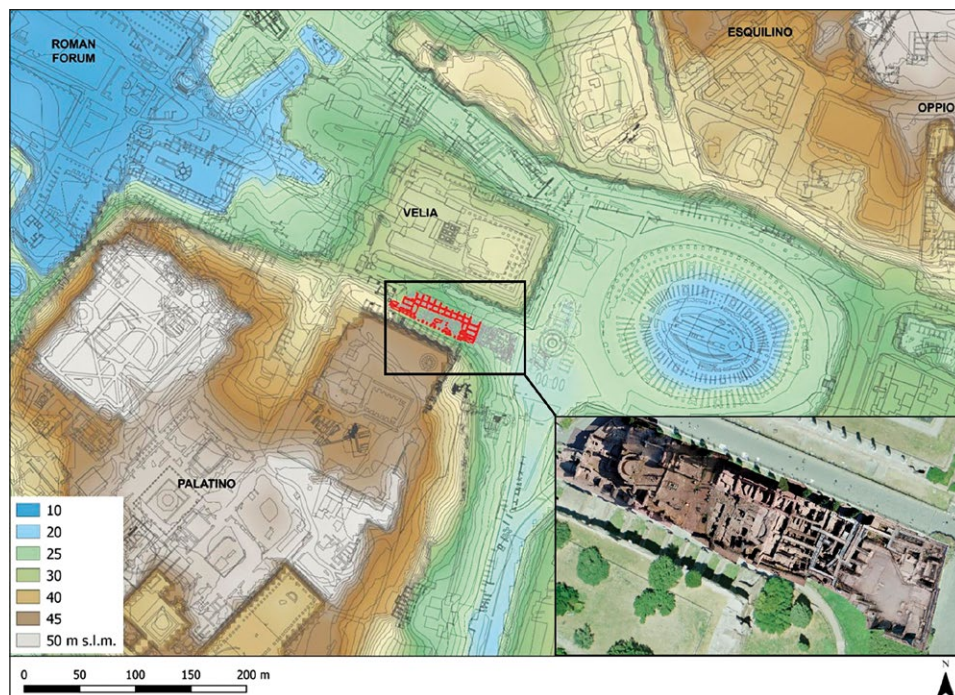 ROMAN
FORUM
ESQUILINO
OPPIO
VELIA
PALATINO
10
20
25
30
40
45
50 m s.l.m.
0 50 100 150 200 m
N